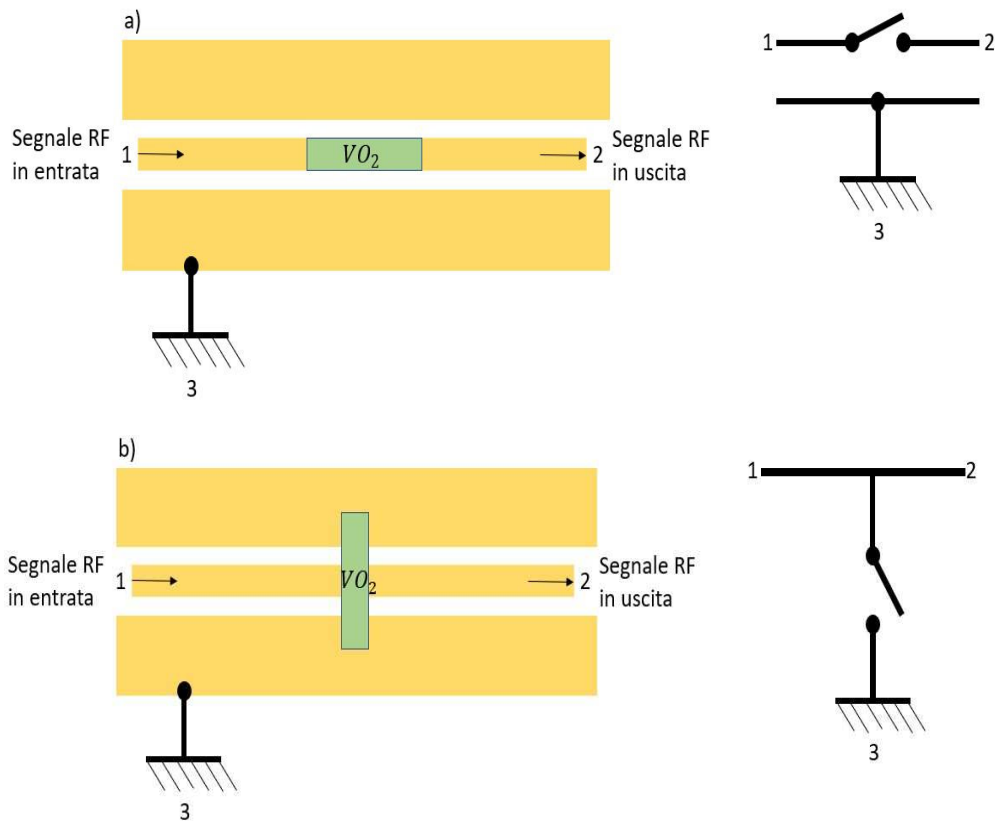 a)
Segnale RF
in entrata
1
VO₂
2
Segnale RF
in uscita
3
1
2
3
b)
Segnale RF
in entrata
1
VO₂
2
Segnale RF
in uscita
3
1
2
3